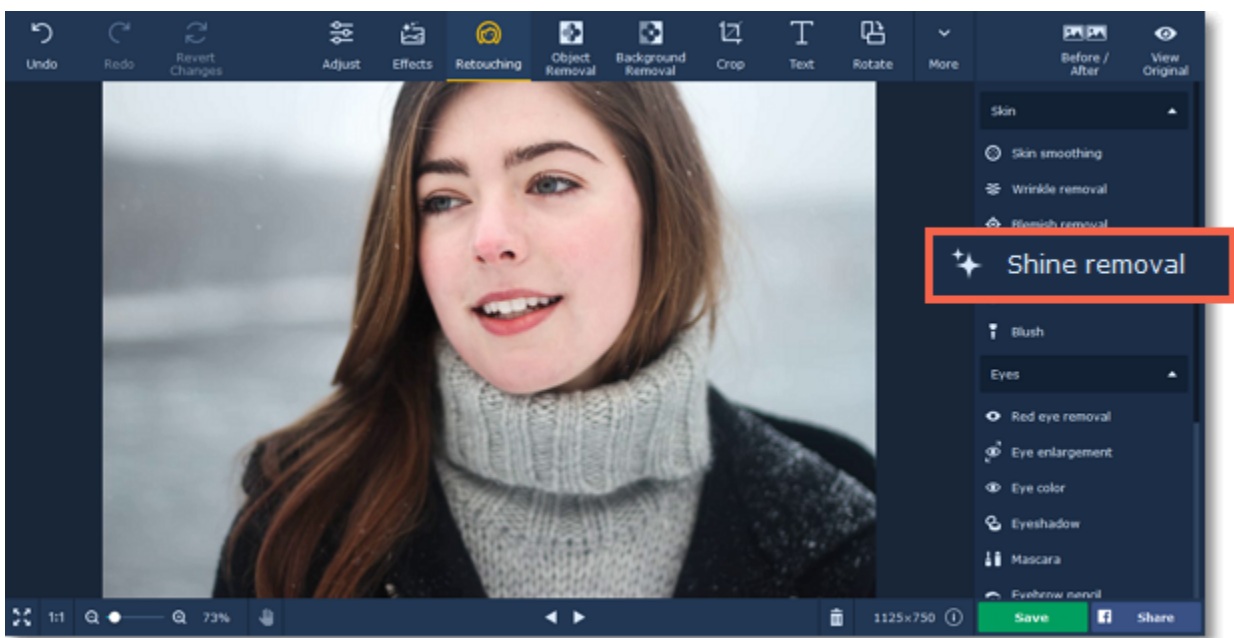 Undo
Redo
Revert
Changes
Adjust
Effects
Retouching
Object
Removal
Background
Removal
Crop
Text
Rotate
More
Before /
After
View
Original
Skin
Skin smoothing
Wrinkle removal
Blemish removal
Shine removal
Blush
Eyes
Red eye removal
Eye enlargement
Eye color
Eyeshadow
Mascara
Eyebrow pencil
1:1
73%
1125×750
Save
Share